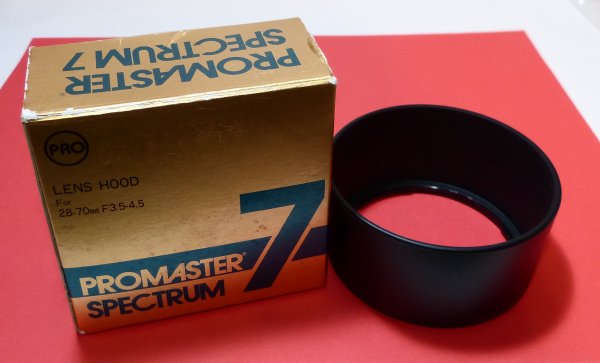 PROMASTER®
SPECTRUM 7
PRO
LENS HOOD
For
28-70mm F3.5-4.5
7
PROMASTER®
SPECTRUM